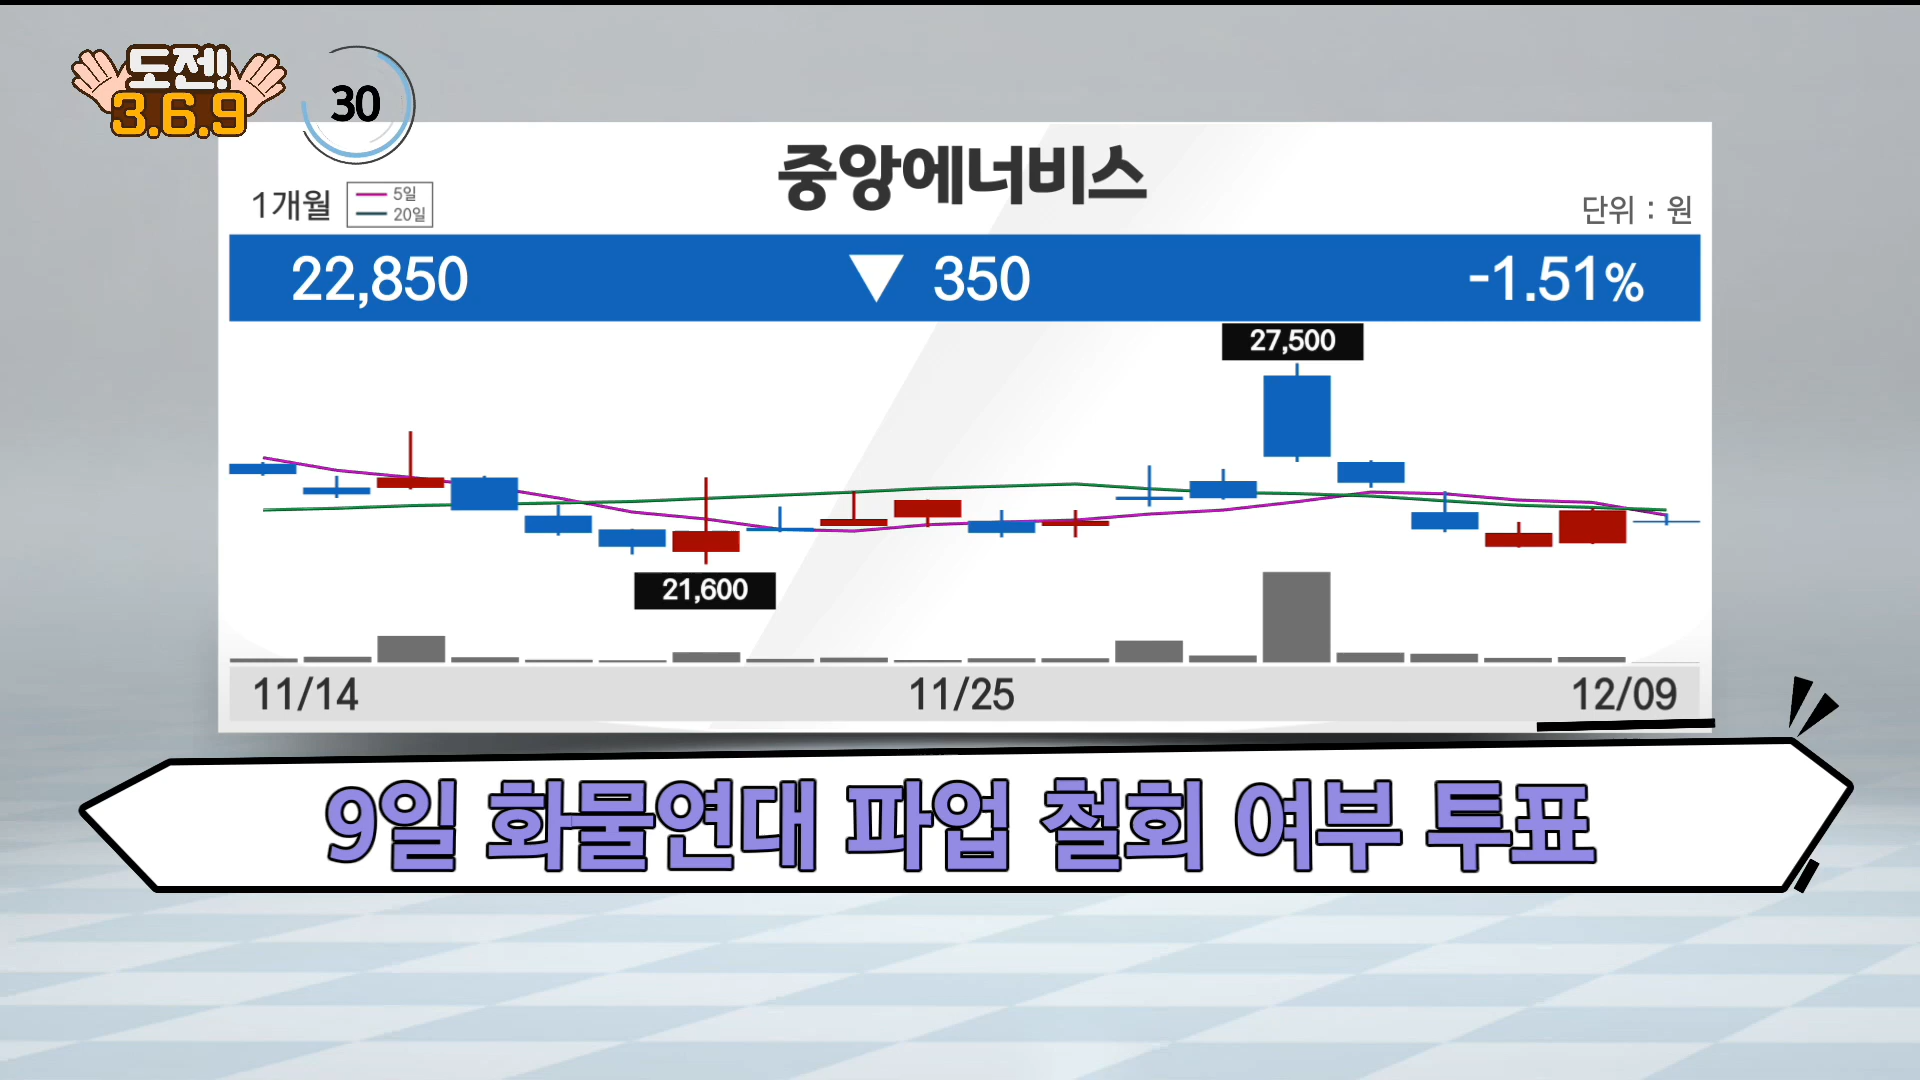 도젠!
3.6.9
30
중앙에너비스
1개월
5일
20일
단위 : 원
22,850 ▼ 350 -1.51%
27,500
21,600
11/14 11/25 12/09
9일 화물연대 파업 철회 여부 투표